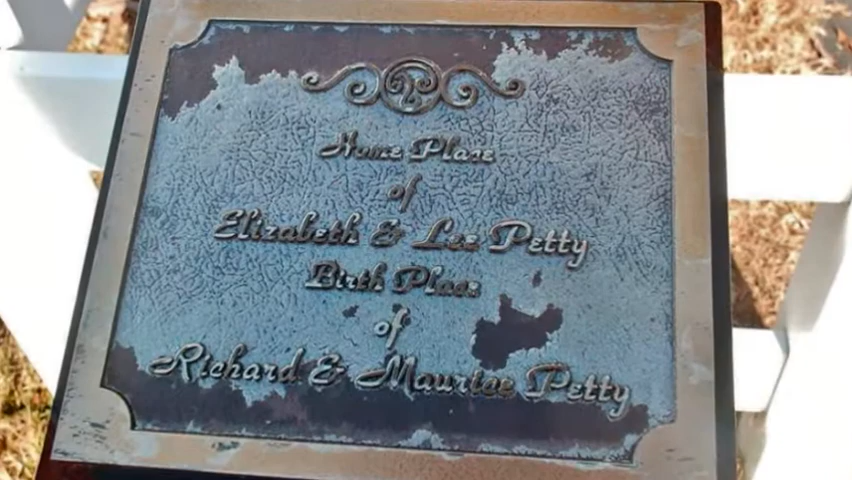 Home Place
of
Elizabeth & Lee Petty
Birth Place
of
Richard & Maurice Petty